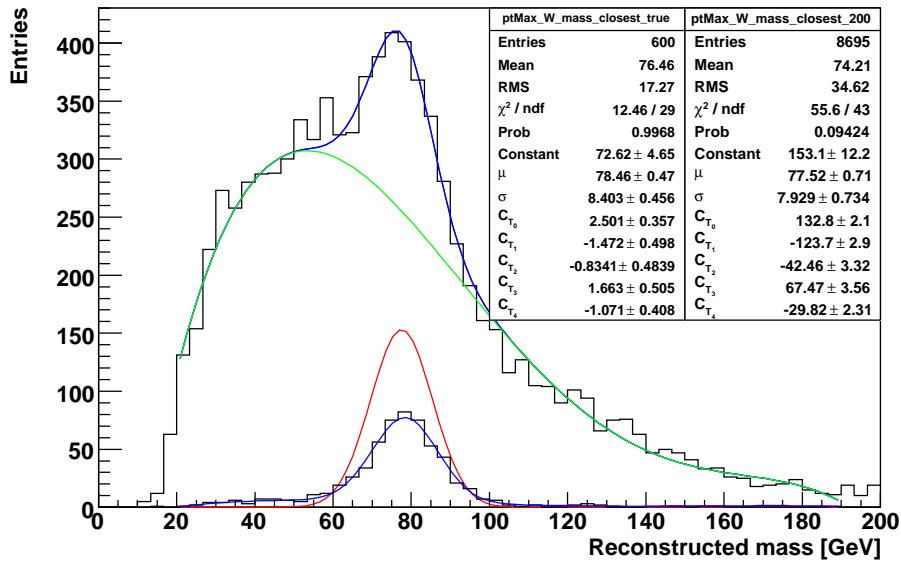 Entries
400
350
300
250
200
150
100
50
0
0 20 40 60 80 100 120 140 160 180 200
Reconstructed mass [GeV]
ptMax_W_mass_closest_true ptMax_W_mass_closest_200
Entries 600 Entries 8695
Mean 76.46 Mean 74.21
RMS 17.27 RMS 34.62
χ² / ndf 12.46 / 29 χ² / ndf 55.6 / 43
Prob 0.9968 Prob 0.09424
Constant 72.62 ± 4.65 Constant 153.1 ± 12.2
μ 78.46 ± 0.47 μ 77.52 ± 0.71
σ 8.403 ± 0.456 σ 7.929 ± 0.734
C_T₀ 2.501 ± 0.357 C_T₀ 132.8 ± 2.1
C_T₁ -1.472 ± 0.498 C_T₁ -123.7 ± 2.9
C_T₂ -0.8341 ± 0.4839 C_T₂ -42.46 ± 3.32
C_T₃ 1.663 ± 0.505 C_T₃ 67.47 ± 3.56
C_T₄ -1.071 ± 0.408 C_T₄ -29.82 ± 2.31